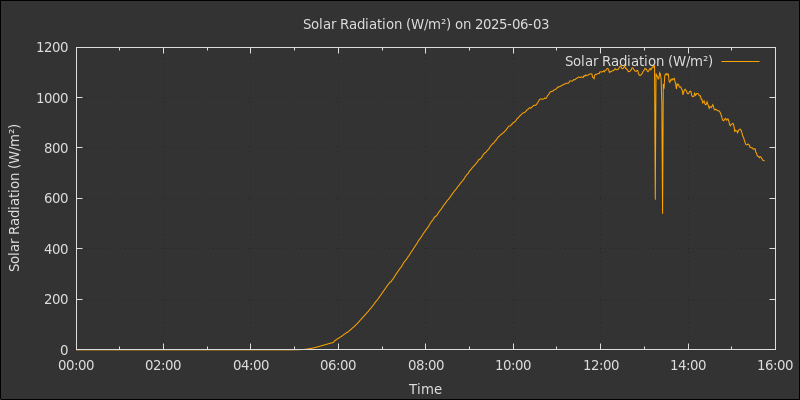 Solar Radiation (W/m²) on 2025-06-03
Solar Radiation (W/m²)
Solar Radiation (W/m²)
1200
1000
800
600
400
200
0
00:00 02:00 04:00 06:00 08:00 10:00 12:00 14:00 16:00
Time